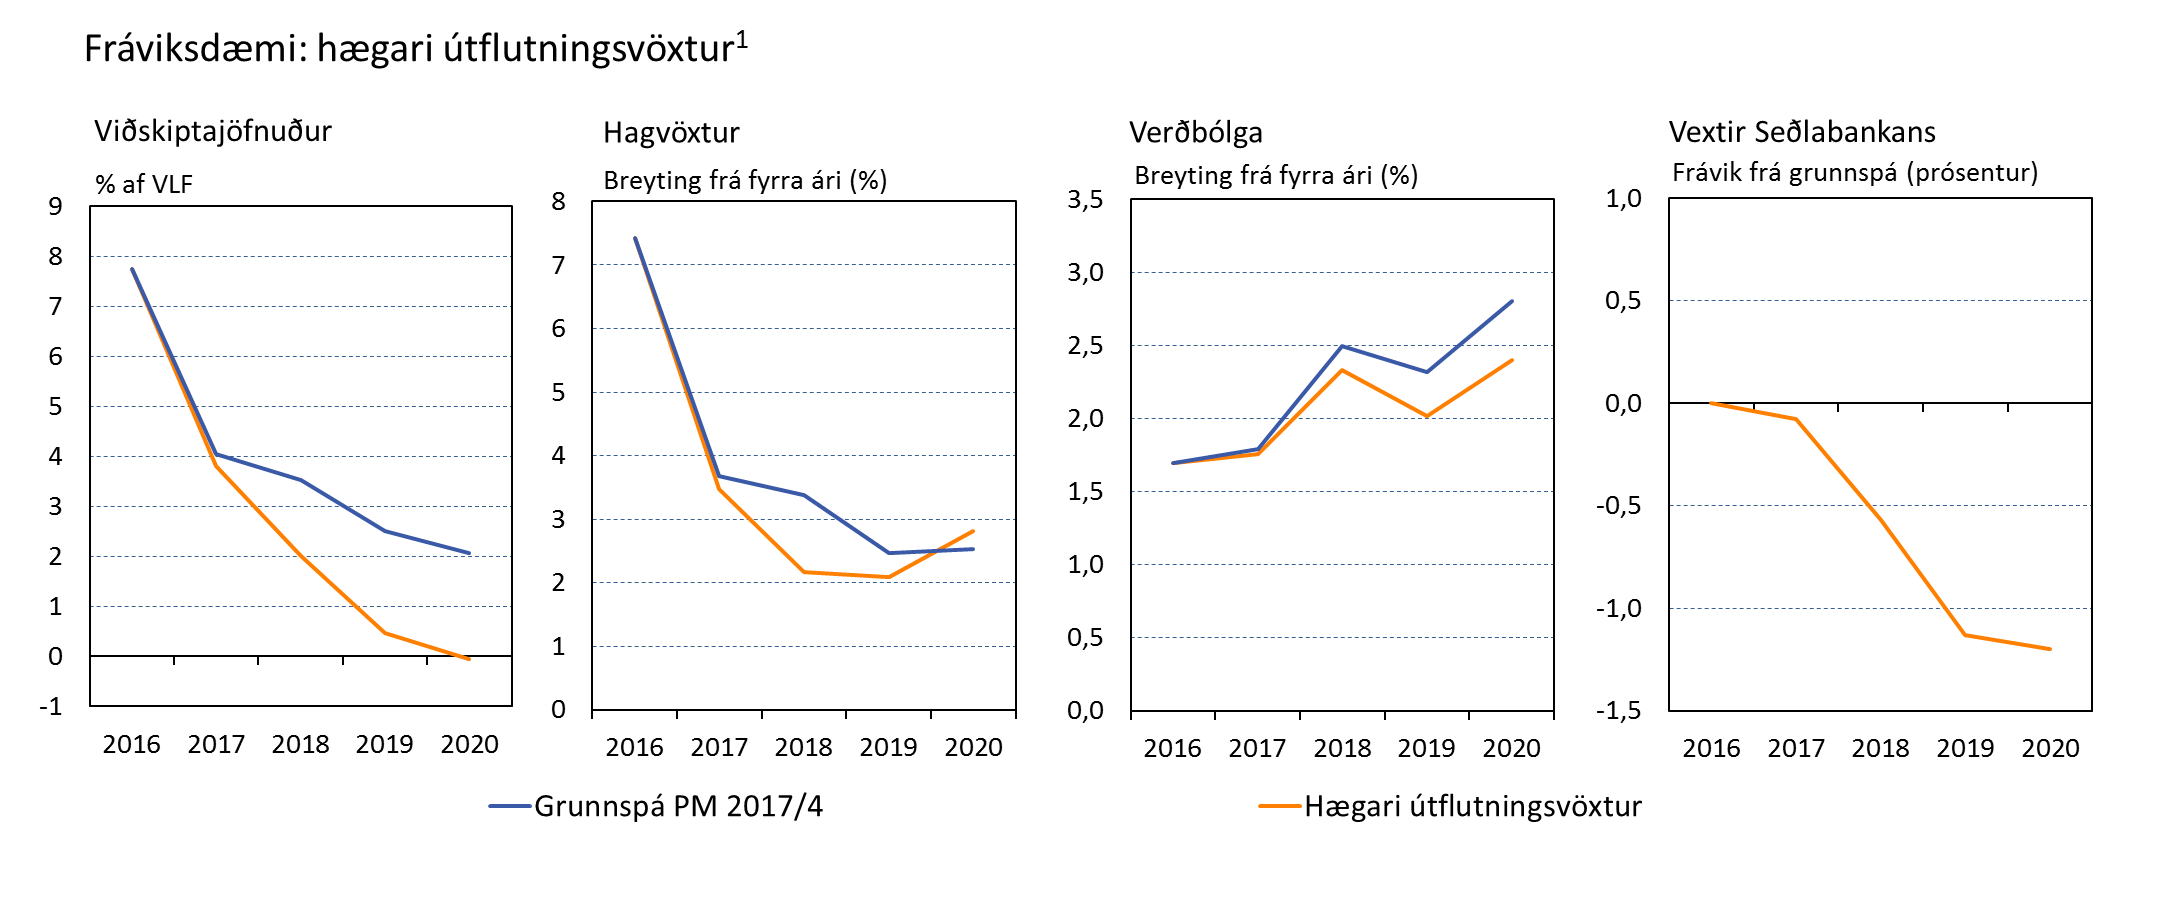 Fráviksdæmi: hægari útflutningsvöxtur1
Viðskiptajöfnuður
% af VLF
9
8
7
6
5
4
3
2
1
0
-1
2016 2017 2018 2019 2020
Hagvöxtur
Breyting frá fyrra ári (%)
8
7
6
5
4
3
2
1
0
2016 2017 2018 2019 2020
Verðbólga
Breyting frá fyrra ári (%)
3,5
3,0
2,5
2,0
1,5
1,0
0,5
0,0
2016 2017 2018 2019 2020
Vextir Seðlabankans
Frávik frá grunnspá (prósentur)
1,0
0,5
0,0
-0,5
-1,0
-1,5
2016 2017 2018 2019 2020
Grunnspá PM 2017/4
Hægari útflutningsvöxtur